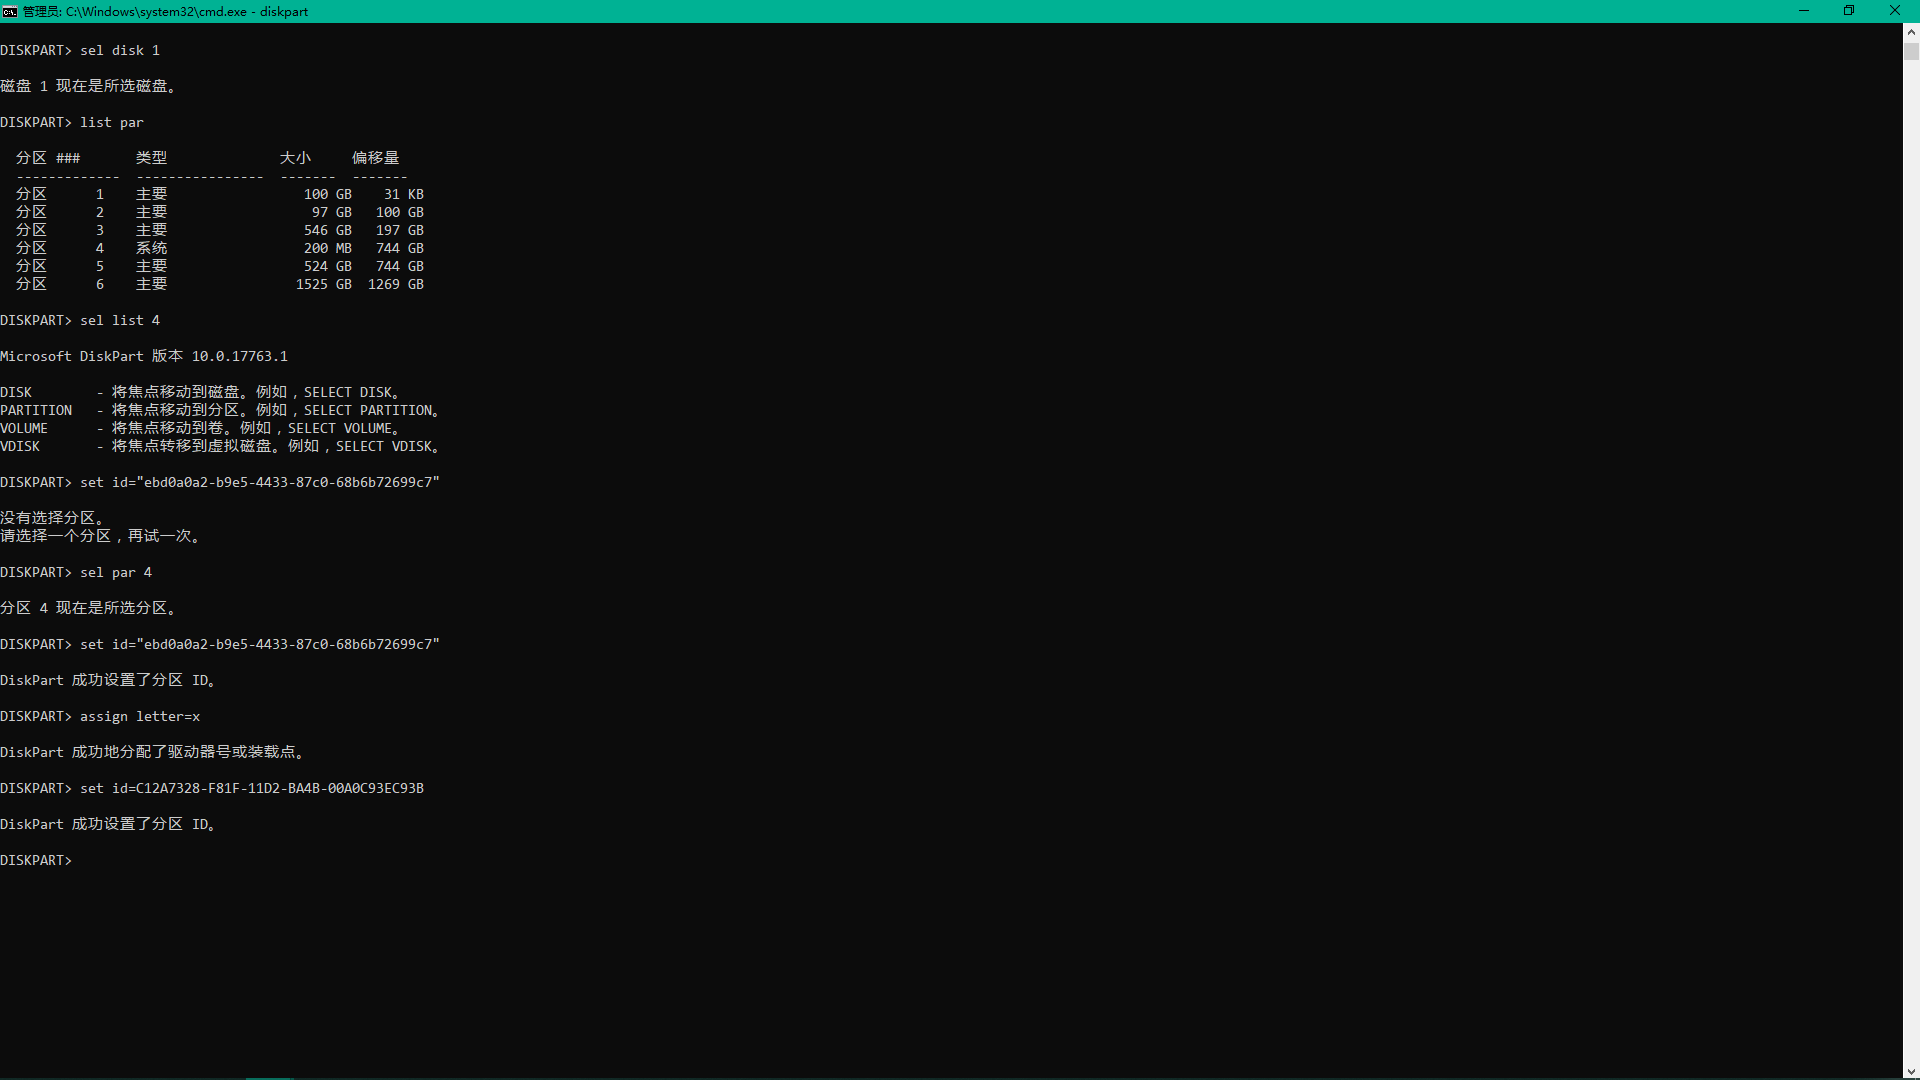 管理员: C:\Windows\system32\cmd.exe - diskpart
DISKPART> sel disk 1
磁盘 1 现在是所选磁盘。
DISKPART> list par
分区 ###       类型              大小     偏移量
-------------  ----------------  -------  -------
分区      1    主要                 100 GB    31 KB
分区      2    主要                  97 GB   100 GB
分区      3    主要                 546 GB   197 GB
分区      4    系统                 200 MB   744 GB
分区      5    主要                 524 GB   744 GB
分区      6    主要                1525 GB  1269 GB
DISKPART> sel list 4
Microsoft DiskPart 版本 10.0.17763.1
DISK        - 将焦点移动到磁盘。例如，SELECT DISK。
PARTITION   - 将焦点移动到分区。例如，SELECT PARTITION。
VOLUME      - 将焦点移动到卷。例如，SELECT VOLUME。
VDISK       - 将焦点转移到虚拟磁盘。例如，SELECT VDISK。
DISKPART> set id="ebd0a0a2-b9e5-4433-87c0-68b6b72699c7"
没有选择分区。
请选择一个分区，再试一次。
DISKPART> sel par 4
分区 4 现在是所选分区。
DISKPART> set id="ebd0a0a2-b9e5-4433-87c0-68b6b72699c7"
DiskPart 成功设置了分区 ID。
DISKPART> assign letter=x
DiskPart 成功地分配了驱动器号或装载点。
DISKPART> set id=C12A7328-F81F-11D2-BA4B-00A0C93EC93B
DiskPart 成功设置了分区 ID。
DISKPART>